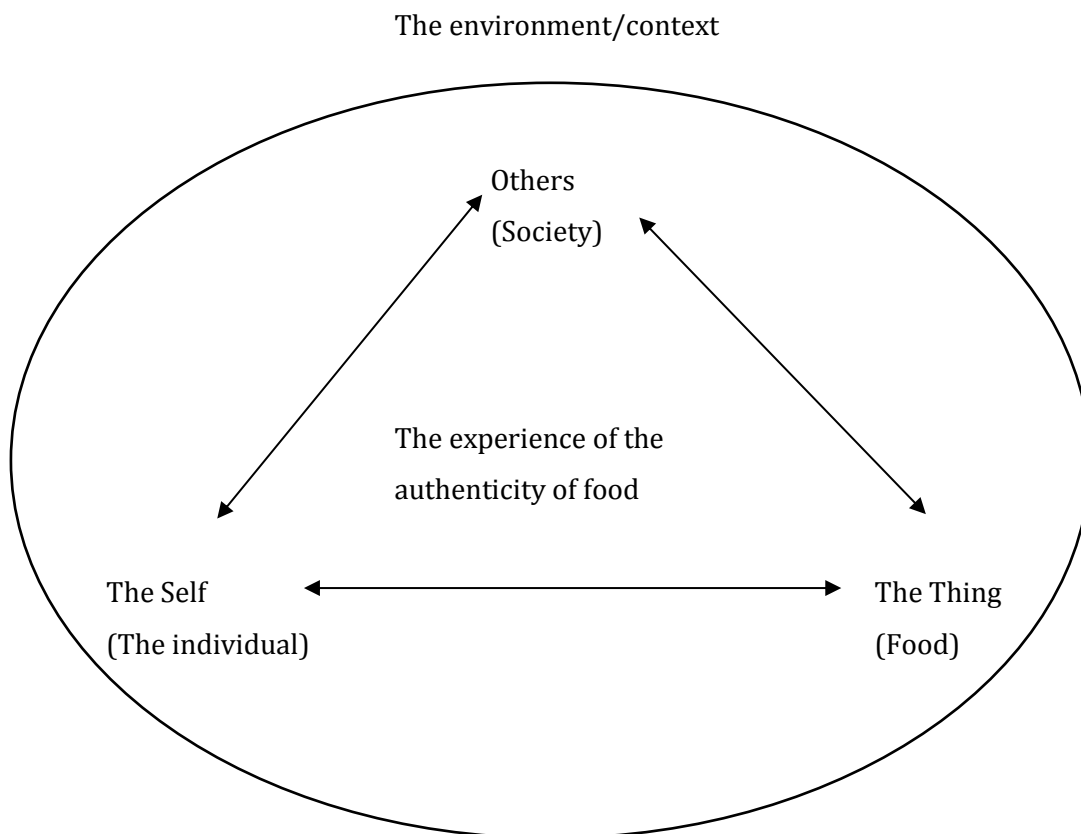 The environment/context
Others
(Society)
The experience of the
authenticity of food
The Self
(The individual)
The Thing
(Food)